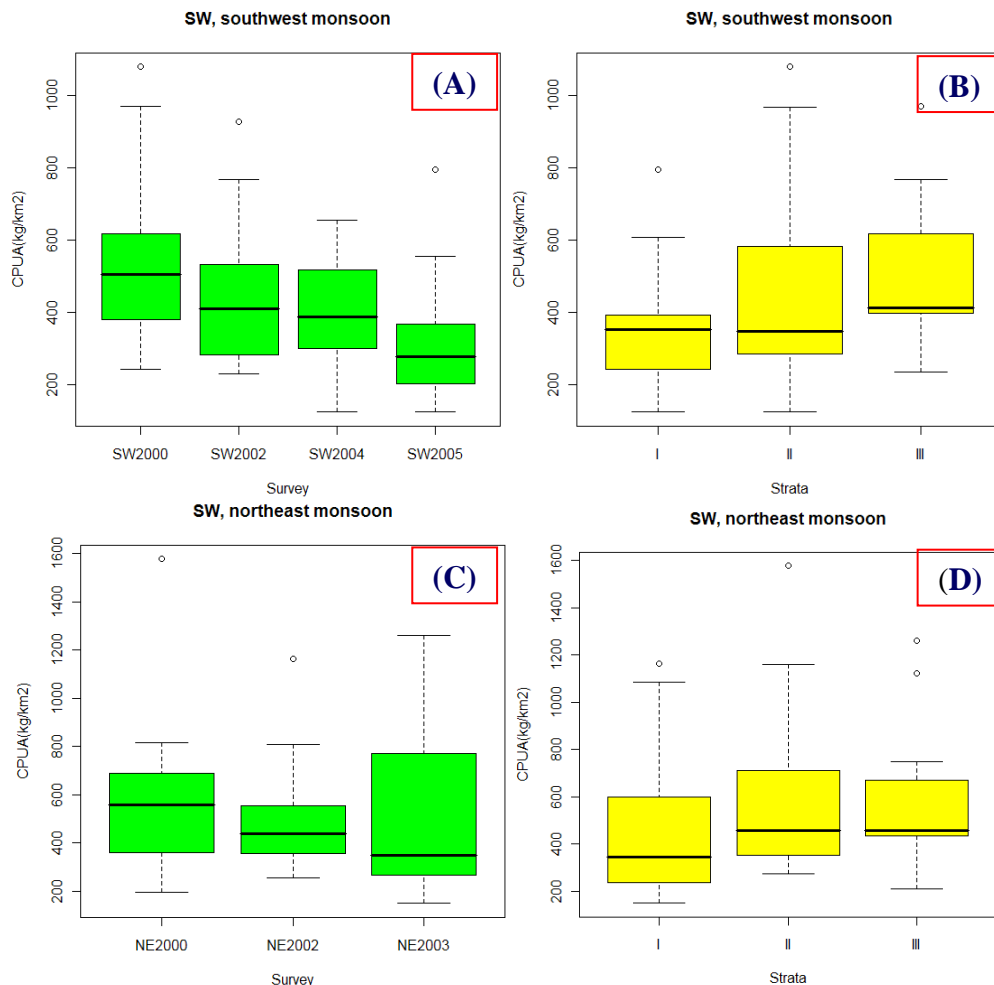 SW, southwest monsoon
(A)
CPUA(kg/km2)
200 400 600 800 1000
SW2000 SW2002 SW2004 SW2005
Survey
SW, southwest monsoon
(B)
CPUA(kg/km2)
200 400 600 800 1000
I II III
Strata
SW, northeast monsoon
(C)
CPUA(kg/km2)
200 400 600 800 1000 1200 1400 1600
NE2000 NE2002 NE2003
Survey
SW, northeast monsoon
(D)
CPUA(kg/km2)
200 400 600 800 1000 1200 1400 1600
I II III
Strata